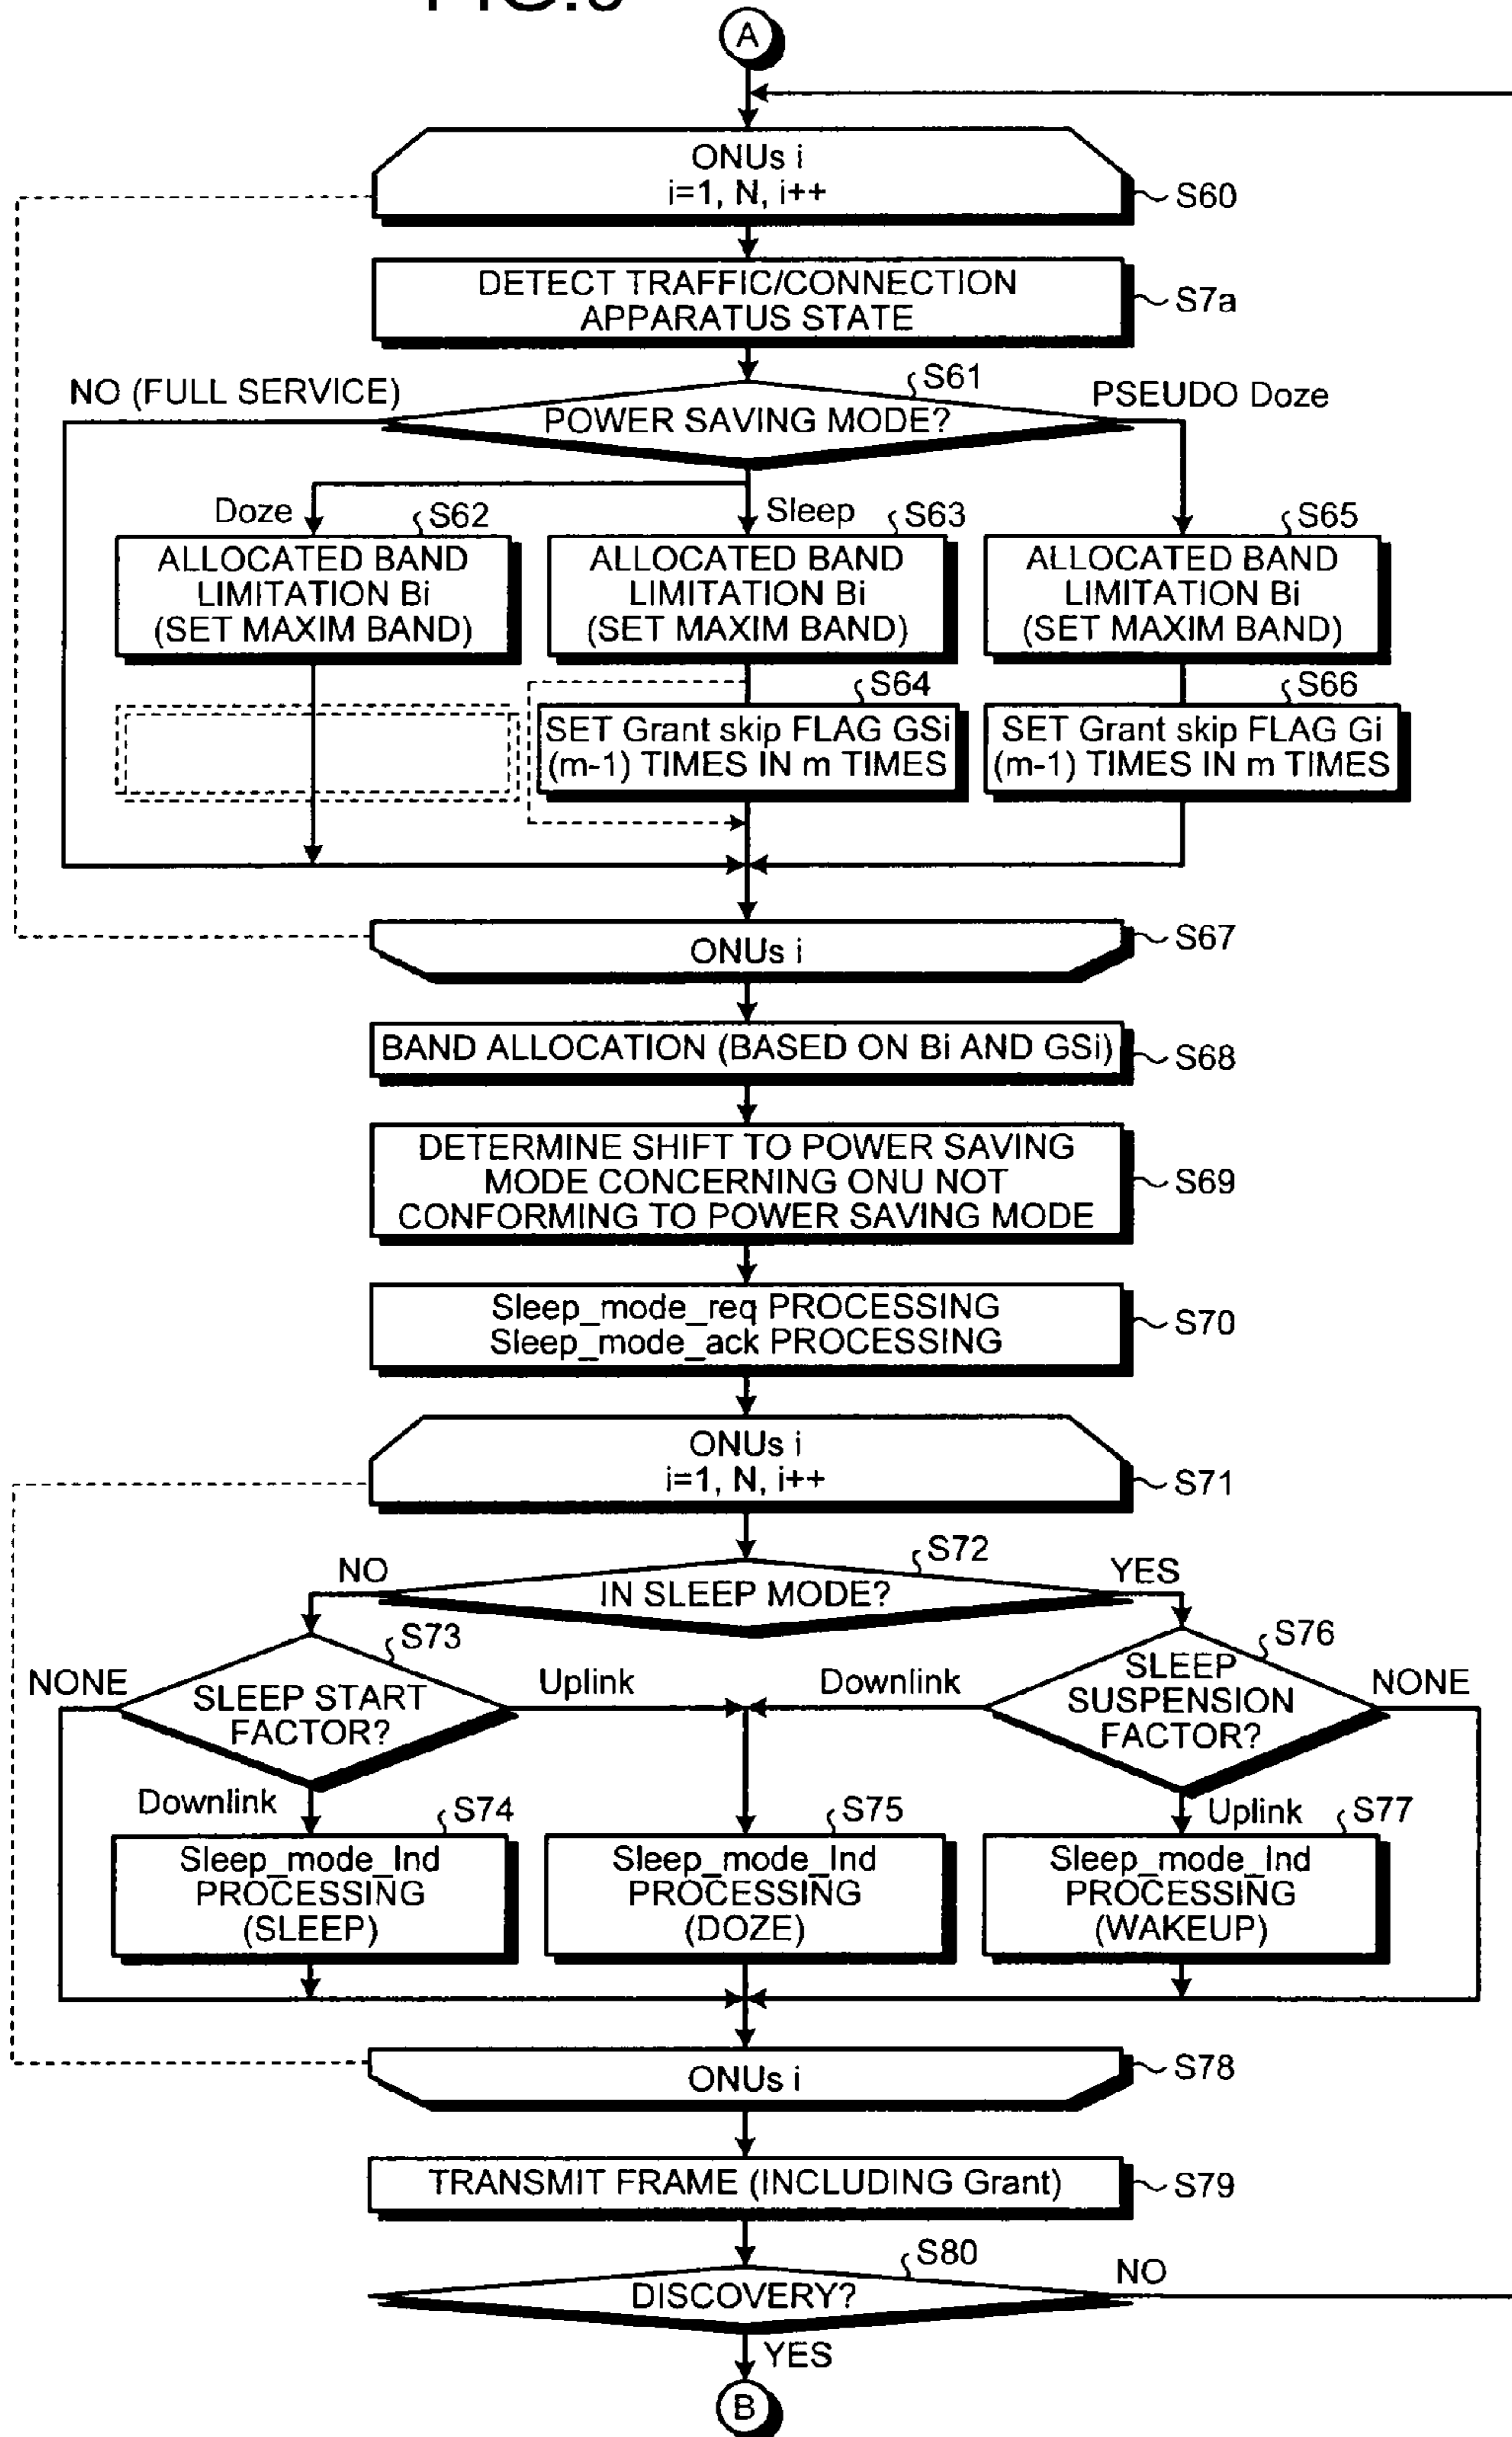 A
ONUs i
i=1, N, i++
S60
DETECT TRAFFIC/CONNECTION
APPARATUS STATE
S7a
S61
NO (FULL SERVICE)
POWER SAVING MODE?
PSEUDO Doze
Doze
S62
Sleep
S63
S65
ALLOCATED BAND
LIMITATION Bi
(SET MAXIM BAND)
ALLOCATED BAND
LIMITATION Bi
(SET MAXIM BAND)
ALLOCATED BAND
LIMITATION Bi
(SET MAXIM BAND)
S64
SET Grant skip FLAG GSi
(m-1) TIMES IN m TIMES
S66
SET Grant skip FLAG Gi
(m-1) TIMES IN m TIMES
ONUs i
S67
BAND ALLOCATION (BASED ON Bi AND GSi)
S68
DETERMINE SHIFT TO POWER SAVING
MODE CONCERNING ONU NOT
CONFORMING TO POWER SAVING MODE
S69
Sleep_mode_req PROCESSING
Sleep_mode_ack PROCESSING
S70
ONUs i
i=1, N, i++
S71
S72
NO
IN SLEEP MODE?
YES
S73
NONE
SLEEP START
FACTOR?
Uplink
Downlink
S76
SLEEP
SUSPENSION
FACTOR?
NONE
Downlink
S74
S75
Uplink
S77
Sleep_mode_Ind
PROCESSING
(SLEEP)
Sleep_mode_Ind
PROCESSING
(DOZE)
Sleep_mode_Ind
PROCESSING
(WAKEUP)
ONUs i
S78
TRANSMIT FRAME (INCLUDING Grant)
S79
S80
DISCOVERY?
NO
YES
B